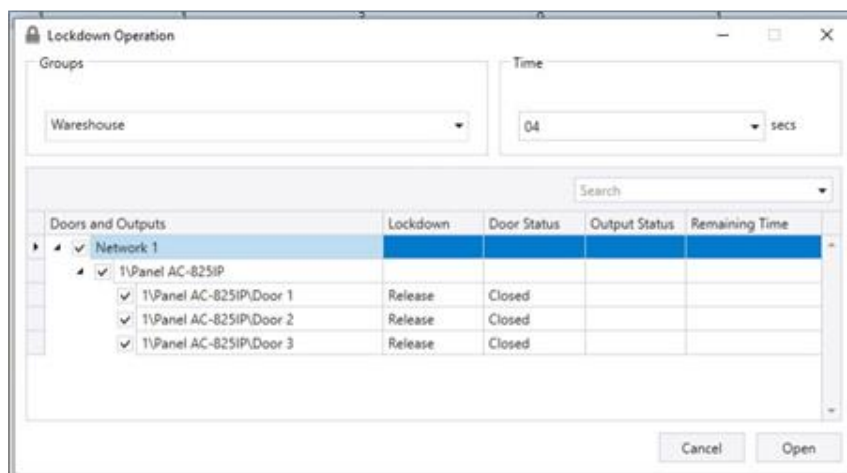 Lockdown Operation
Groups
Time
Wareshouse
04
secs
Search
Doors and Outputs Lockdown Door Status Output Status Remaining Time
Network 1
1\Panel AC-825IP
1\Panel AC-825IP\Door 1 Release Closed
1\Panel AC-825IP\Door 2 Release Closed
1\Panel AC-825IP\Door 3 Release Closed
Cancel Open